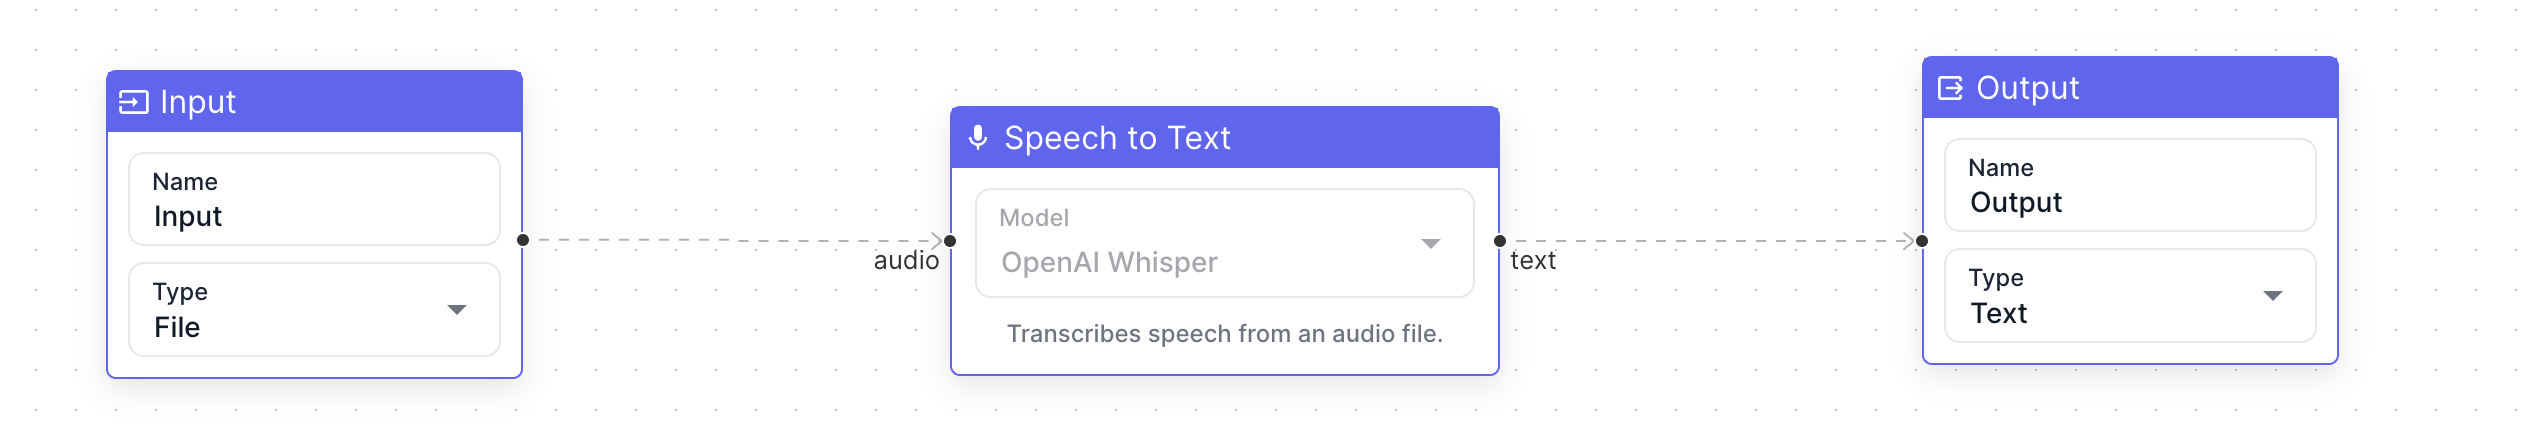 Input
Name
Input
Type
File
audio
Speech to Text
Model
OpenAI Whisper
Transcribes speech from an audio file.
text
Output
Name
Output
Type
Text